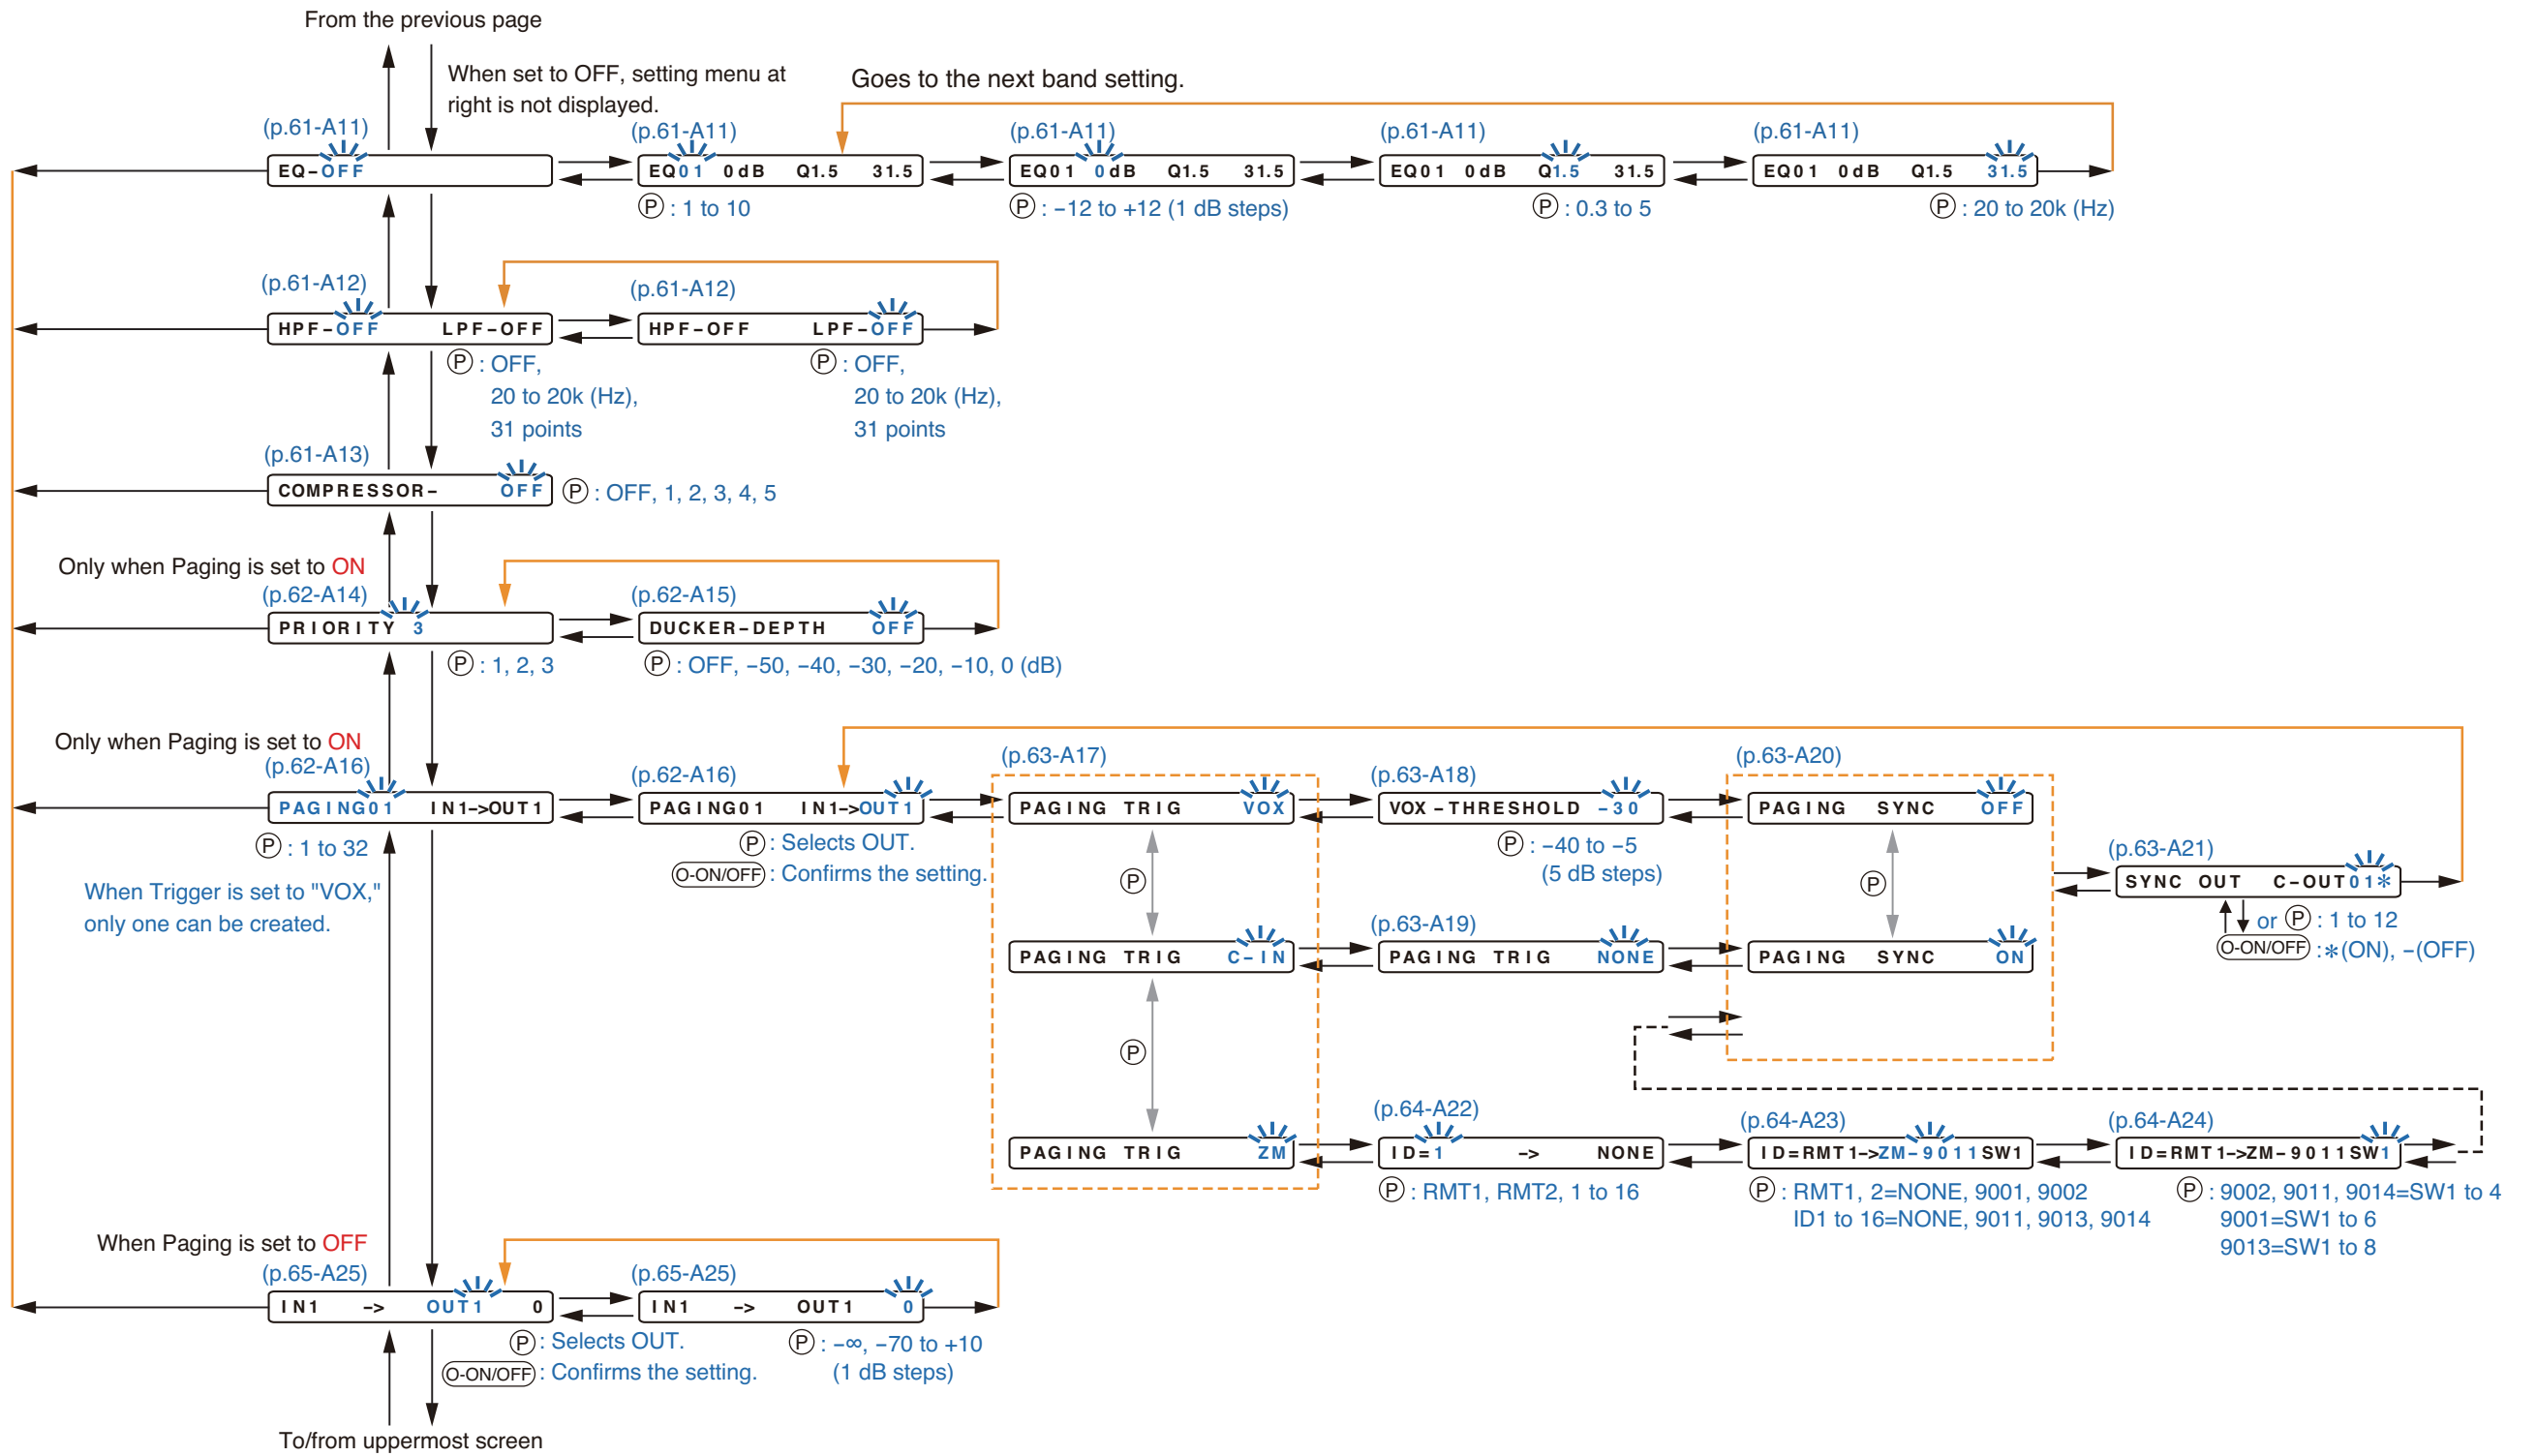 From the previous page
When set to OFF, setting menu at
right is not displayed.
Goes to the next band setting.
(p.61-A11)
EQ–OFF
(p.61-A11)
EQ01 0dB Q1.5 31.5
Ⓟ : 1 to 10
(p.61-A11)
EQ01 0dB Q1.5 31.5
Ⓟ : −12 to +12 (1 dB steps)
(p.61-A11)
EQ01 0dB Q1.5 31.5
Ⓟ : 0.3 to 5
(p.61-A11)
EQ01 0dB Q1.5 31.5
Ⓟ : 20 to 20k (Hz)
(p.61-A12)
HPF–OFF LPF–OFF
Ⓟ : OFF,
20 to 20k (Hz),
31 points
(p.61-A12)
HPF–OFF LPF–OFF
Ⓟ : OFF,
20 to 20k (Hz),
31 points
(p.61-A13)
COMPRESSOR– OFF
Ⓟ : OFF, 1, 2, 3, 4, 5
Only when Paging is set to ON
(p.62-A14)
PRIORITY 3
Ⓟ : 1, 2, 3
(p.62-A15)
DUCKER–DEPTH OFF
Ⓟ : OFF, −50, −40, −30, −20, −10, 0 (dB)
Only when Paging is set to ON
(p.62-A16)
PAGING01 IN1->OUT1
Ⓟ : 1 to 32
When Trigger is set to "VOX,"
only one can be created.
(p.62-A16)
PAGING01 IN1->OUT1
Ⓟ : Selects OUT.
O-ON/OFF : Confirms the setting.
(p.63-A17)
PAGING TRIG VOX
Ⓟ
PAGING TRIG C–IN
Ⓟ
PAGING TRIG ZM
(p.63-A18)
VOX–THRESHOLD –30
Ⓟ : −40 to −5
(5 dB steps)
(p.63-A19)
PAGING TRIG NONE
(p.63-A20)
PAGING SYNC OFF
Ⓟ
PAGING SYNC ON
(p.63-A21)
SYNC OUT C–OUT01*
or Ⓟ : 1 to 12
O-ON/OFF : *(ON), −(OFF)
(p.64-A22)
ID=1 –> NONE
Ⓟ : RMT1, RMT2, 1 to 16
(p.64-A23)
ID=RMT1–>ZM–9011SW1
Ⓟ : RMT1, 2=NONE, 9001, 9002
ID1 to 16=NONE, 9011, 9013, 9014
(p.64-A24)
ID=RMT1–>ZM–9011SW1
Ⓟ : 9002, 9011, 9014=SW1 to 4
9001=SW1 to 6
9013=SW1 to 8
When Paging is set to OFF
(p.65-A25)
IN1 –> OUT1 0
Ⓟ : Selects OUT.
O-ON/OFF : Confirms the setting.
(p.65-A25)
IN1 –> OUT1 0
Ⓟ : −∞, −70 to +10
(1 dB steps)
To/from uppermost screen